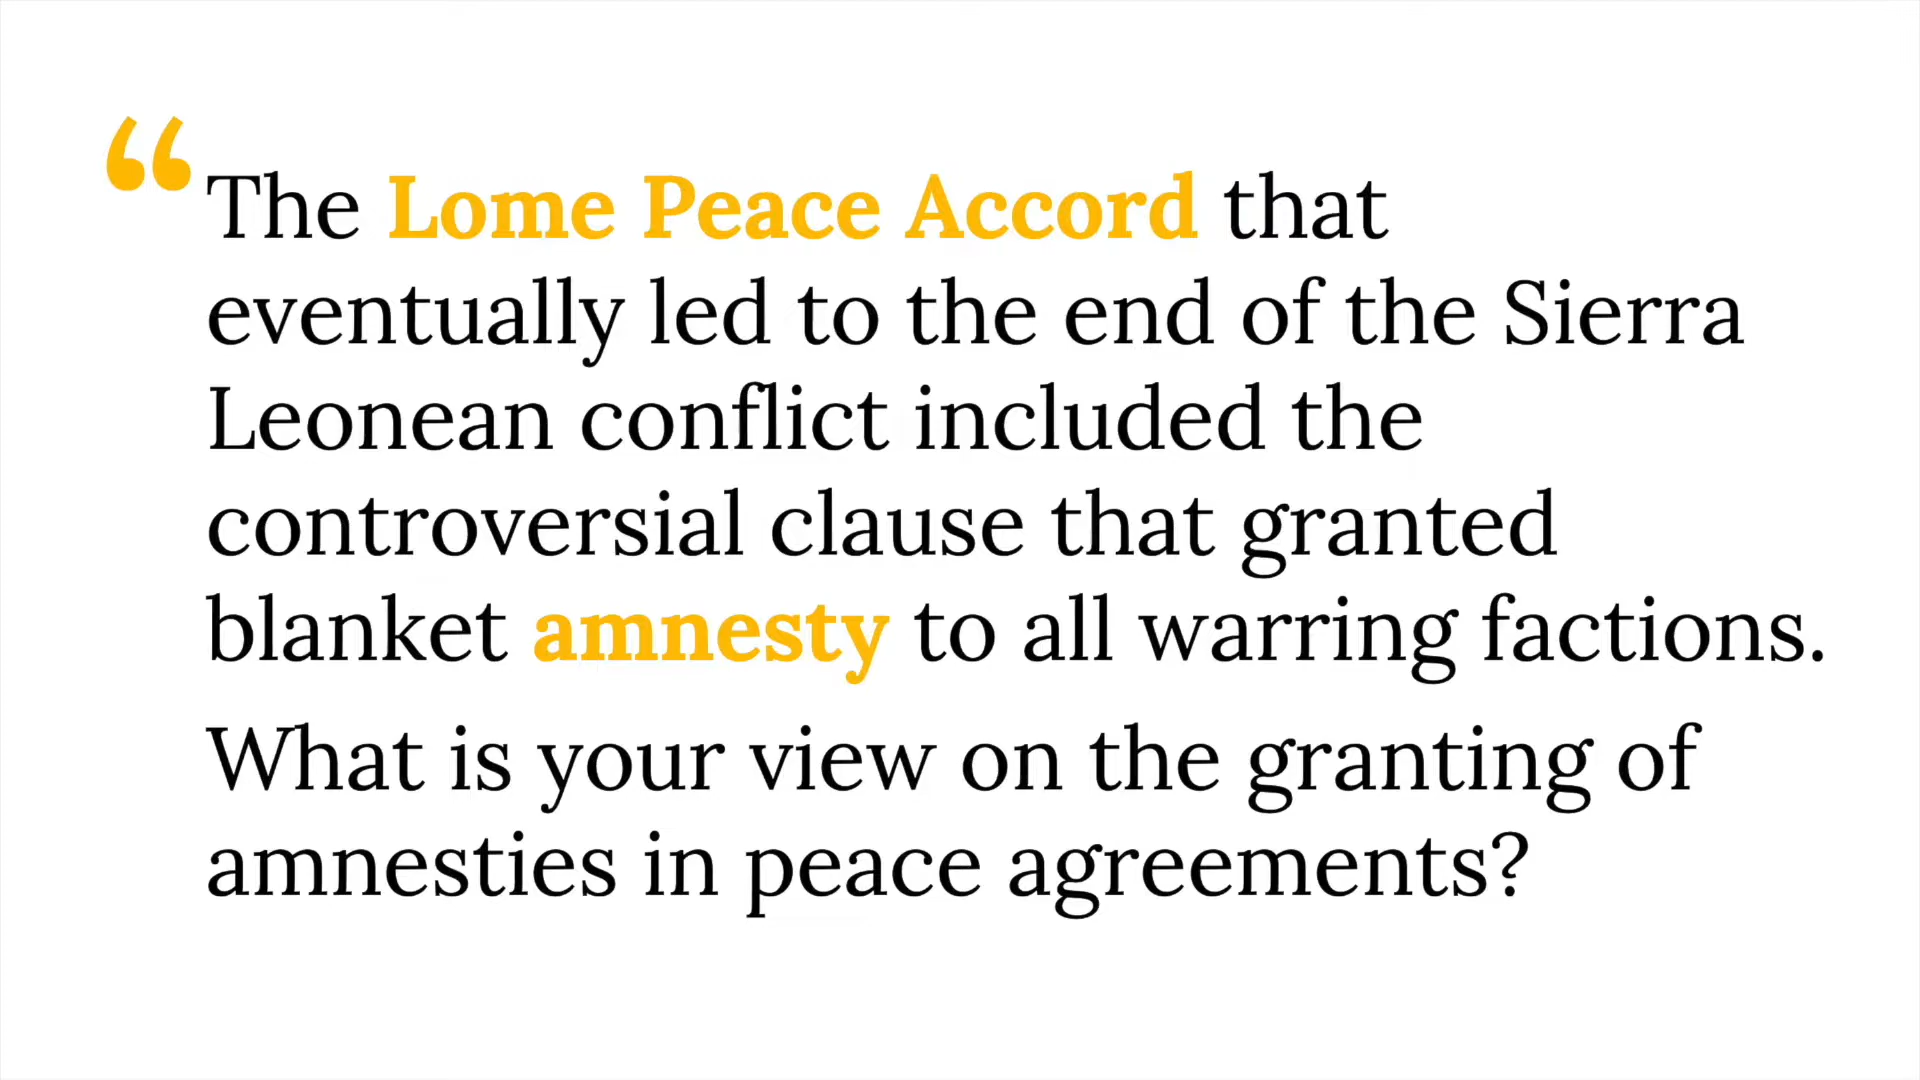 “The Lome Peace Accord that
eventually led to the end of the Sierra
Leonean conflict included the
controversial clause that granted
blanket amnesty to all warring factions.
What is your view on the granting of
amnesties in peace agreements?